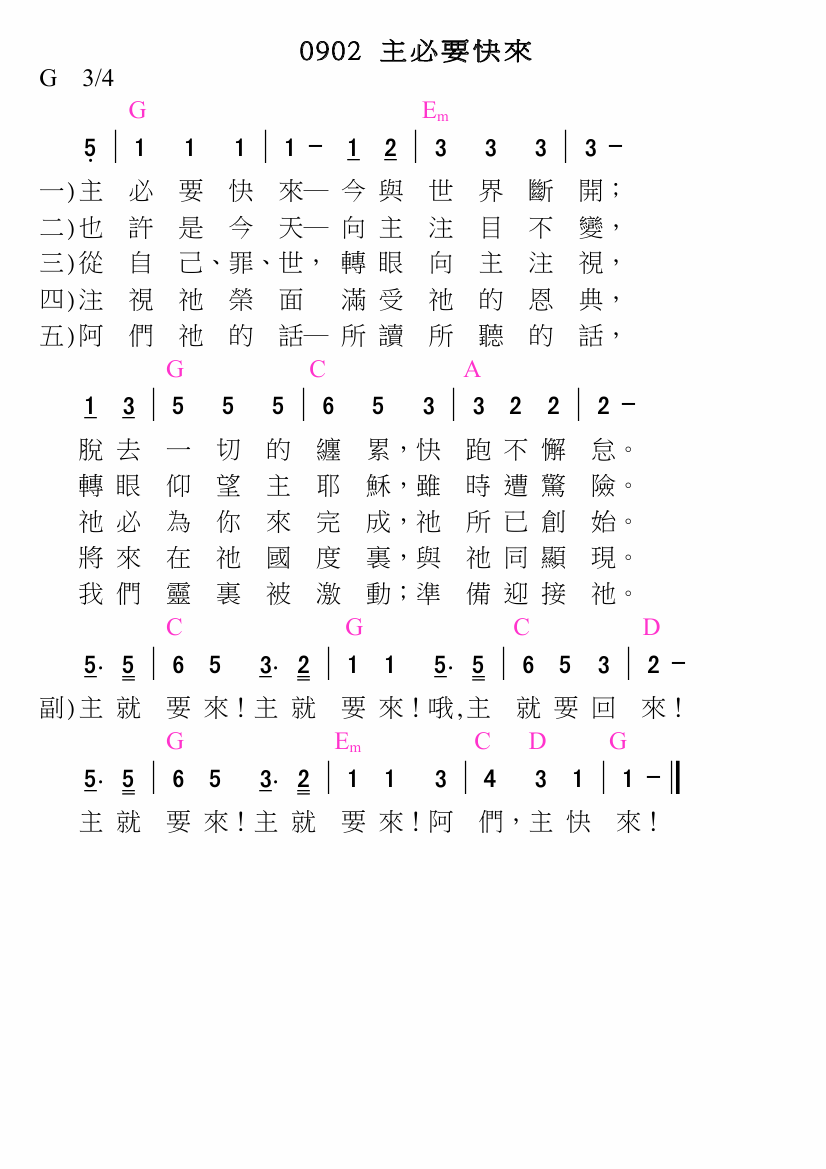 0902 主必要快來
G 3/4
G Em
5 | 1 1 1 | 1 - 1 2 | 3 3 3 | 3 -
一)主必要快來─今與世界斷開；
二)也許是今天─向主注目不變，
三)從自己、罪、世，轉眼向主注視，
四)注視祂榮面滿受祂的恩典，
五)阿們祂的話─所讀所聽的話，
G C A
1 3 | 5 5 5 | 6 5 3 | 3 2 2 | 2 -
脫去一切的纏累，快跑不懈怠。
轉眼仰望主耶穌，雖時遭驚險。
祂必為你來完成，祂所已創始。
將來在祂國度裏，與祂同顯現。
我們靈裏被激動；準備迎接祂。
C G C D
5. 5 | 6 5 3. 2 | 1 1 5. 5 | 6 5 3 | 2 -
副)主就要來！主就要來！哦,主就要回來！
G Em C D G
5. 5 | 6 5 3. 2 | 1 1 3 | 4 3 1 | 1 - ‖
主就要來！主就要來！阿們，主快來！